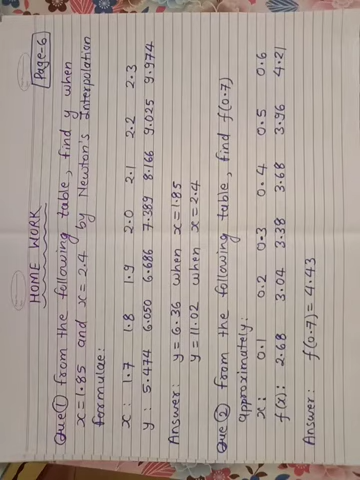 HOME WORK
Page-6
Que ① from the following table, find y when
x=1.85 and x=2.4 by Newton's Interpolation
formulae:
x: 1.7 1.8 1.9 2.0 2.1 2.2 2.3
y: 5.474 6.050 6.686 7.389 8.166 9.025 9.974
Answer: y=6.36 when x=1.85
y=11.02 when x=2.4
Que ② from the following table, find f(0.7)
approximately:
x: 0.1 0.2 0.3 0.4 0.5 0.6
f(x): 2.68 3.04 3.38 3.68 3.96 4.21
Answer: f(0.7)=4.43